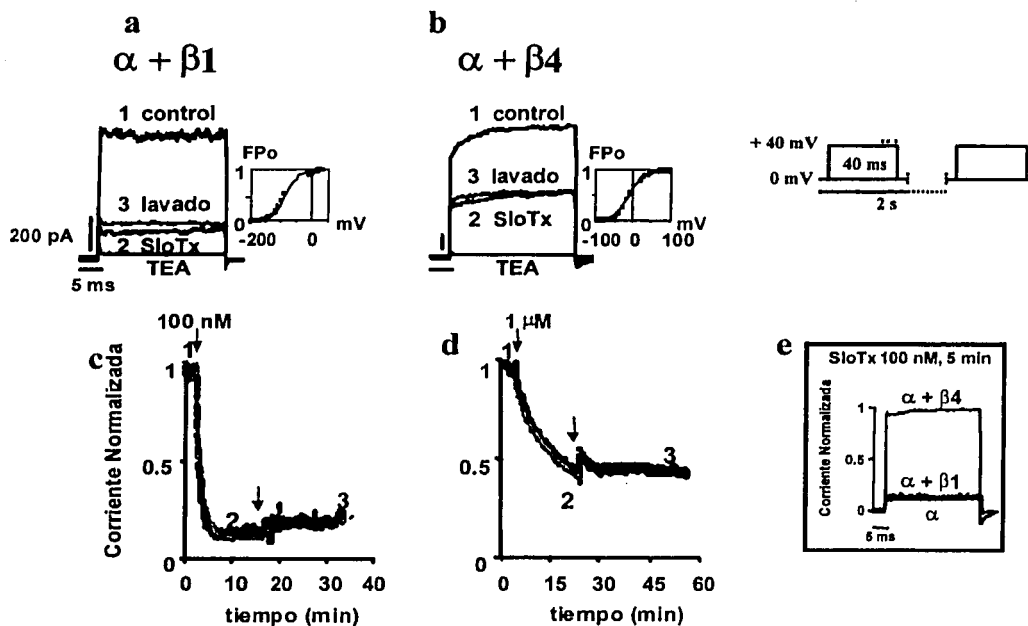 a
α + β1
1 control
3 lavado
2 SloTx
TEA
200 pA
5 ms
FPo
1
0
-200 0
mV
b
α + β4
1 control
3 lavado
2 SloTx
TEA
FPo
1
0
-100 0 100
mV
+ 40 mV
40 ms
0 mV
2 s
c
100 nM
1
2
3
Corriente Normalizada
1
0.5
0
0 10 20 30 40
tiempo (min)
d
1 µM
1
2
3
1
0.5
0
0 15 30 45 60
tiempo (min)
e
SloTx 100 nM, 5 min
α + β4
α + β1
α
Corriente Normalizada
1
0.5
0
5 ms